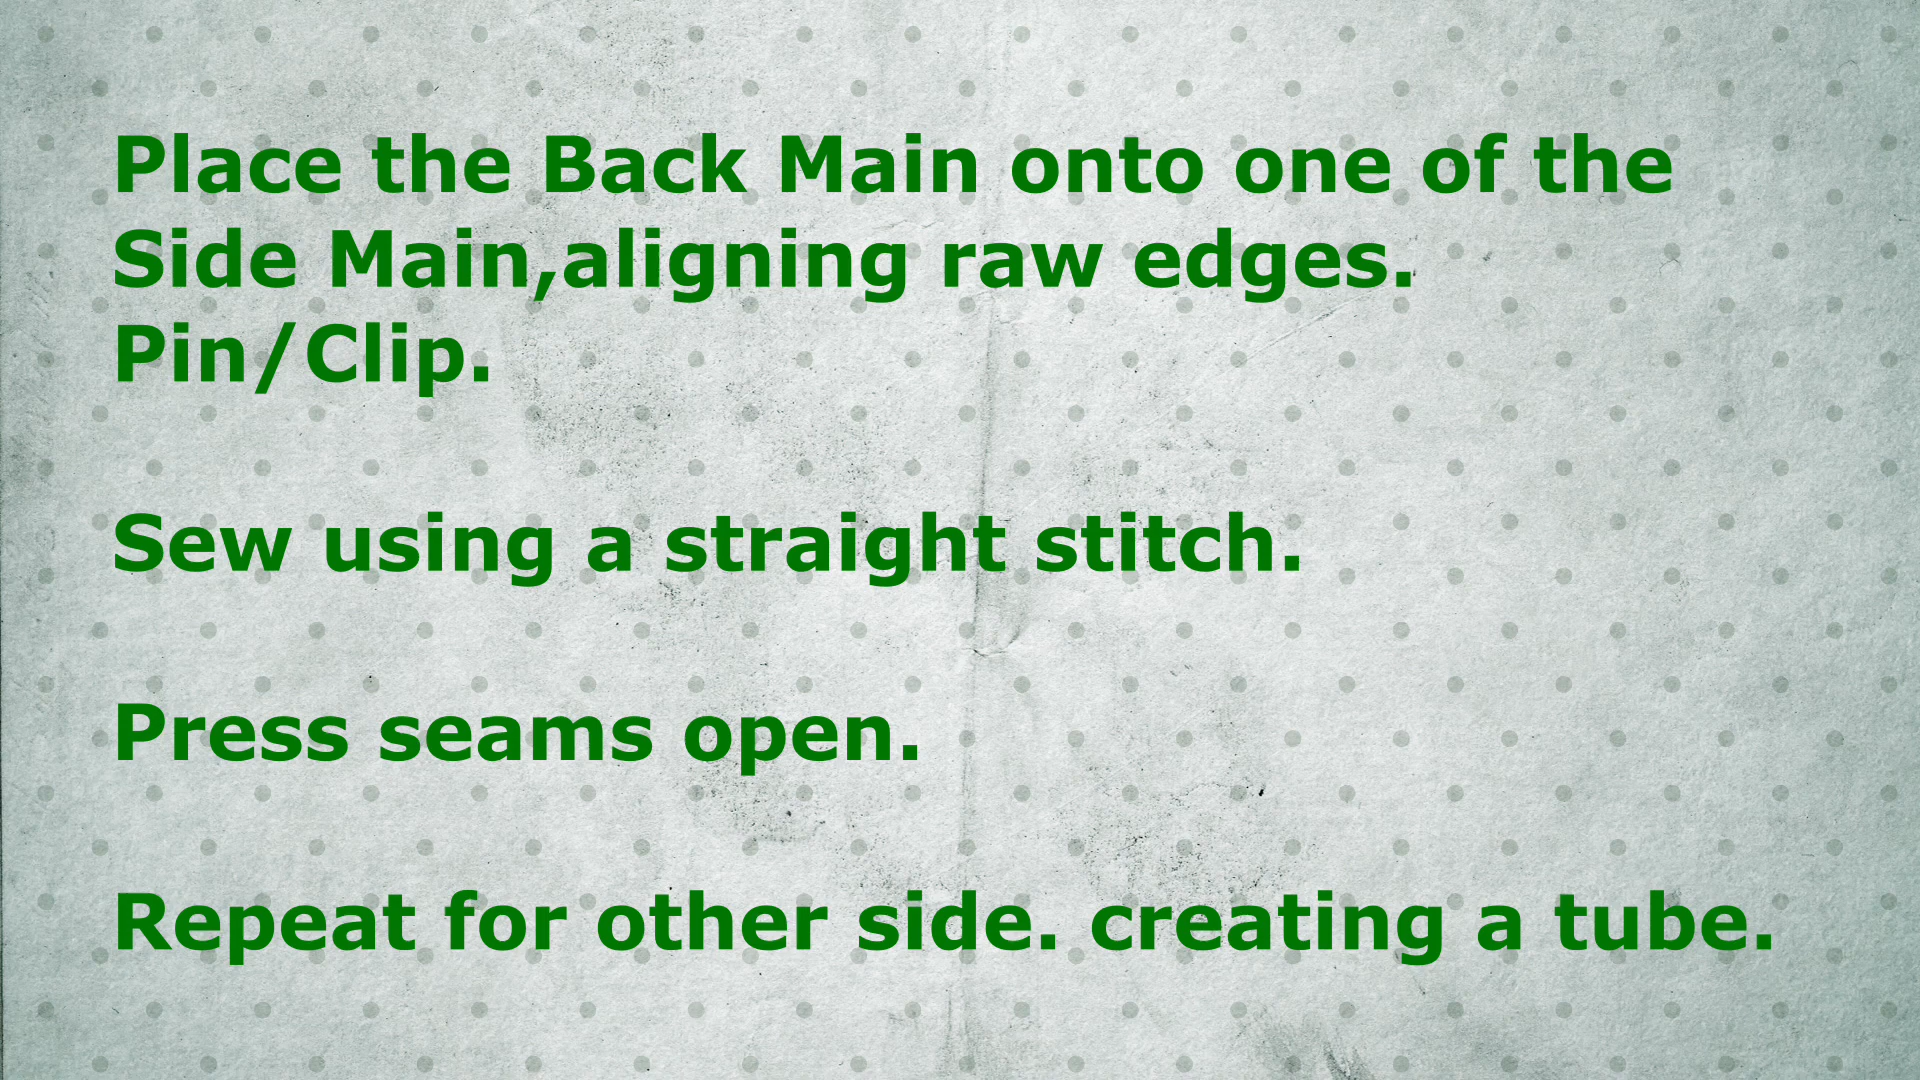 Place the Back Main onto one of the
Side Main,aligning raw edges.
Pin/Clip.
Sew using a straight stitch.
Press seams open.
Repeat for other side. creating a tube.